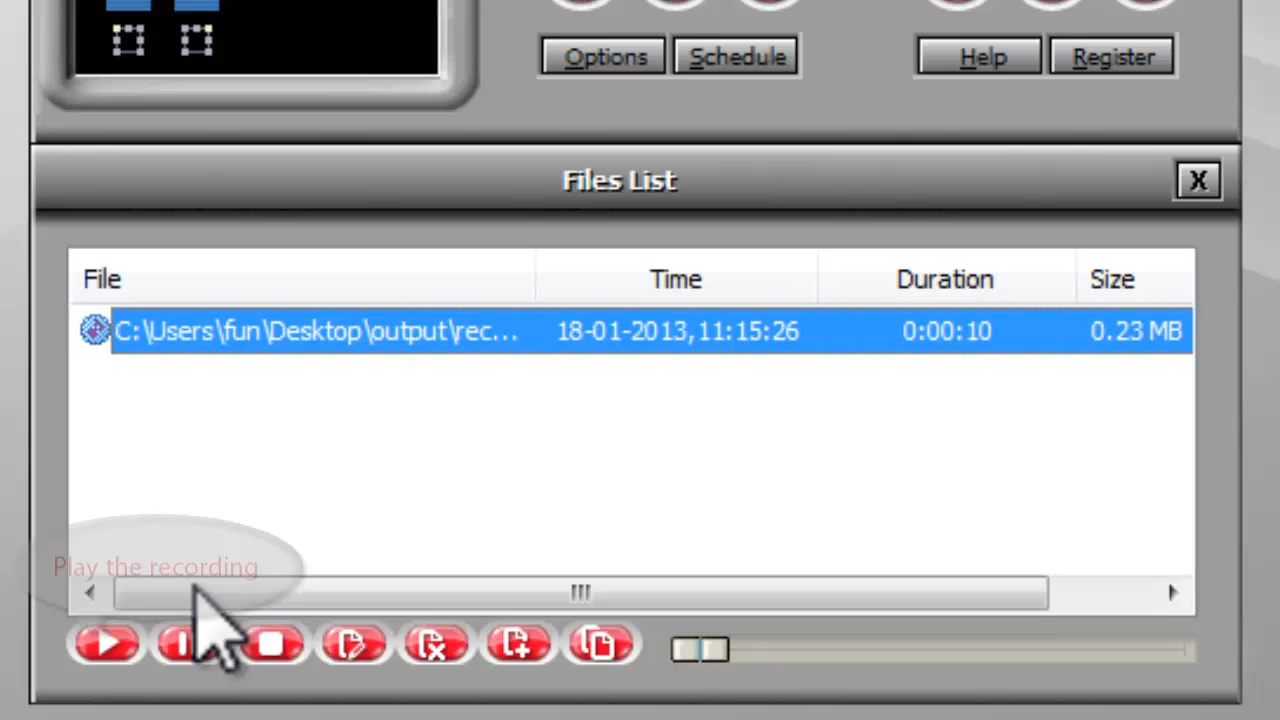 Options Schedule Help Register
Files List
X
File Time Duration Size
C:\Users\fun\Desktop\output\rec... 18-01-2013,11:15:26 0:00:10 0.23 MB
Play the recording